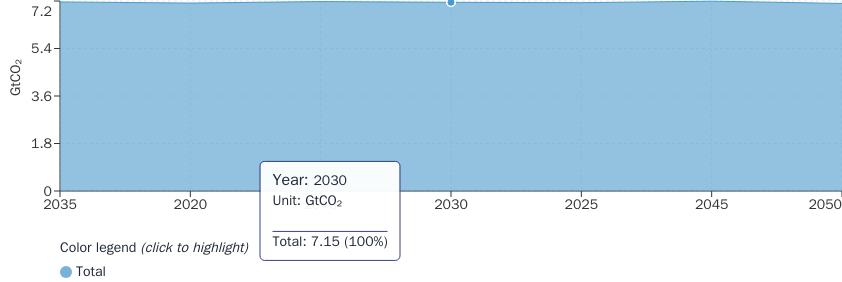 7.2
5.4
GtCO₂
3.6
1.8
0
2035 2020 2030 2025 2045 2050
Year: 2030
Unit: GtCO₂
Total: 7.15 (100%)
Color legend (click to highlight)
Total